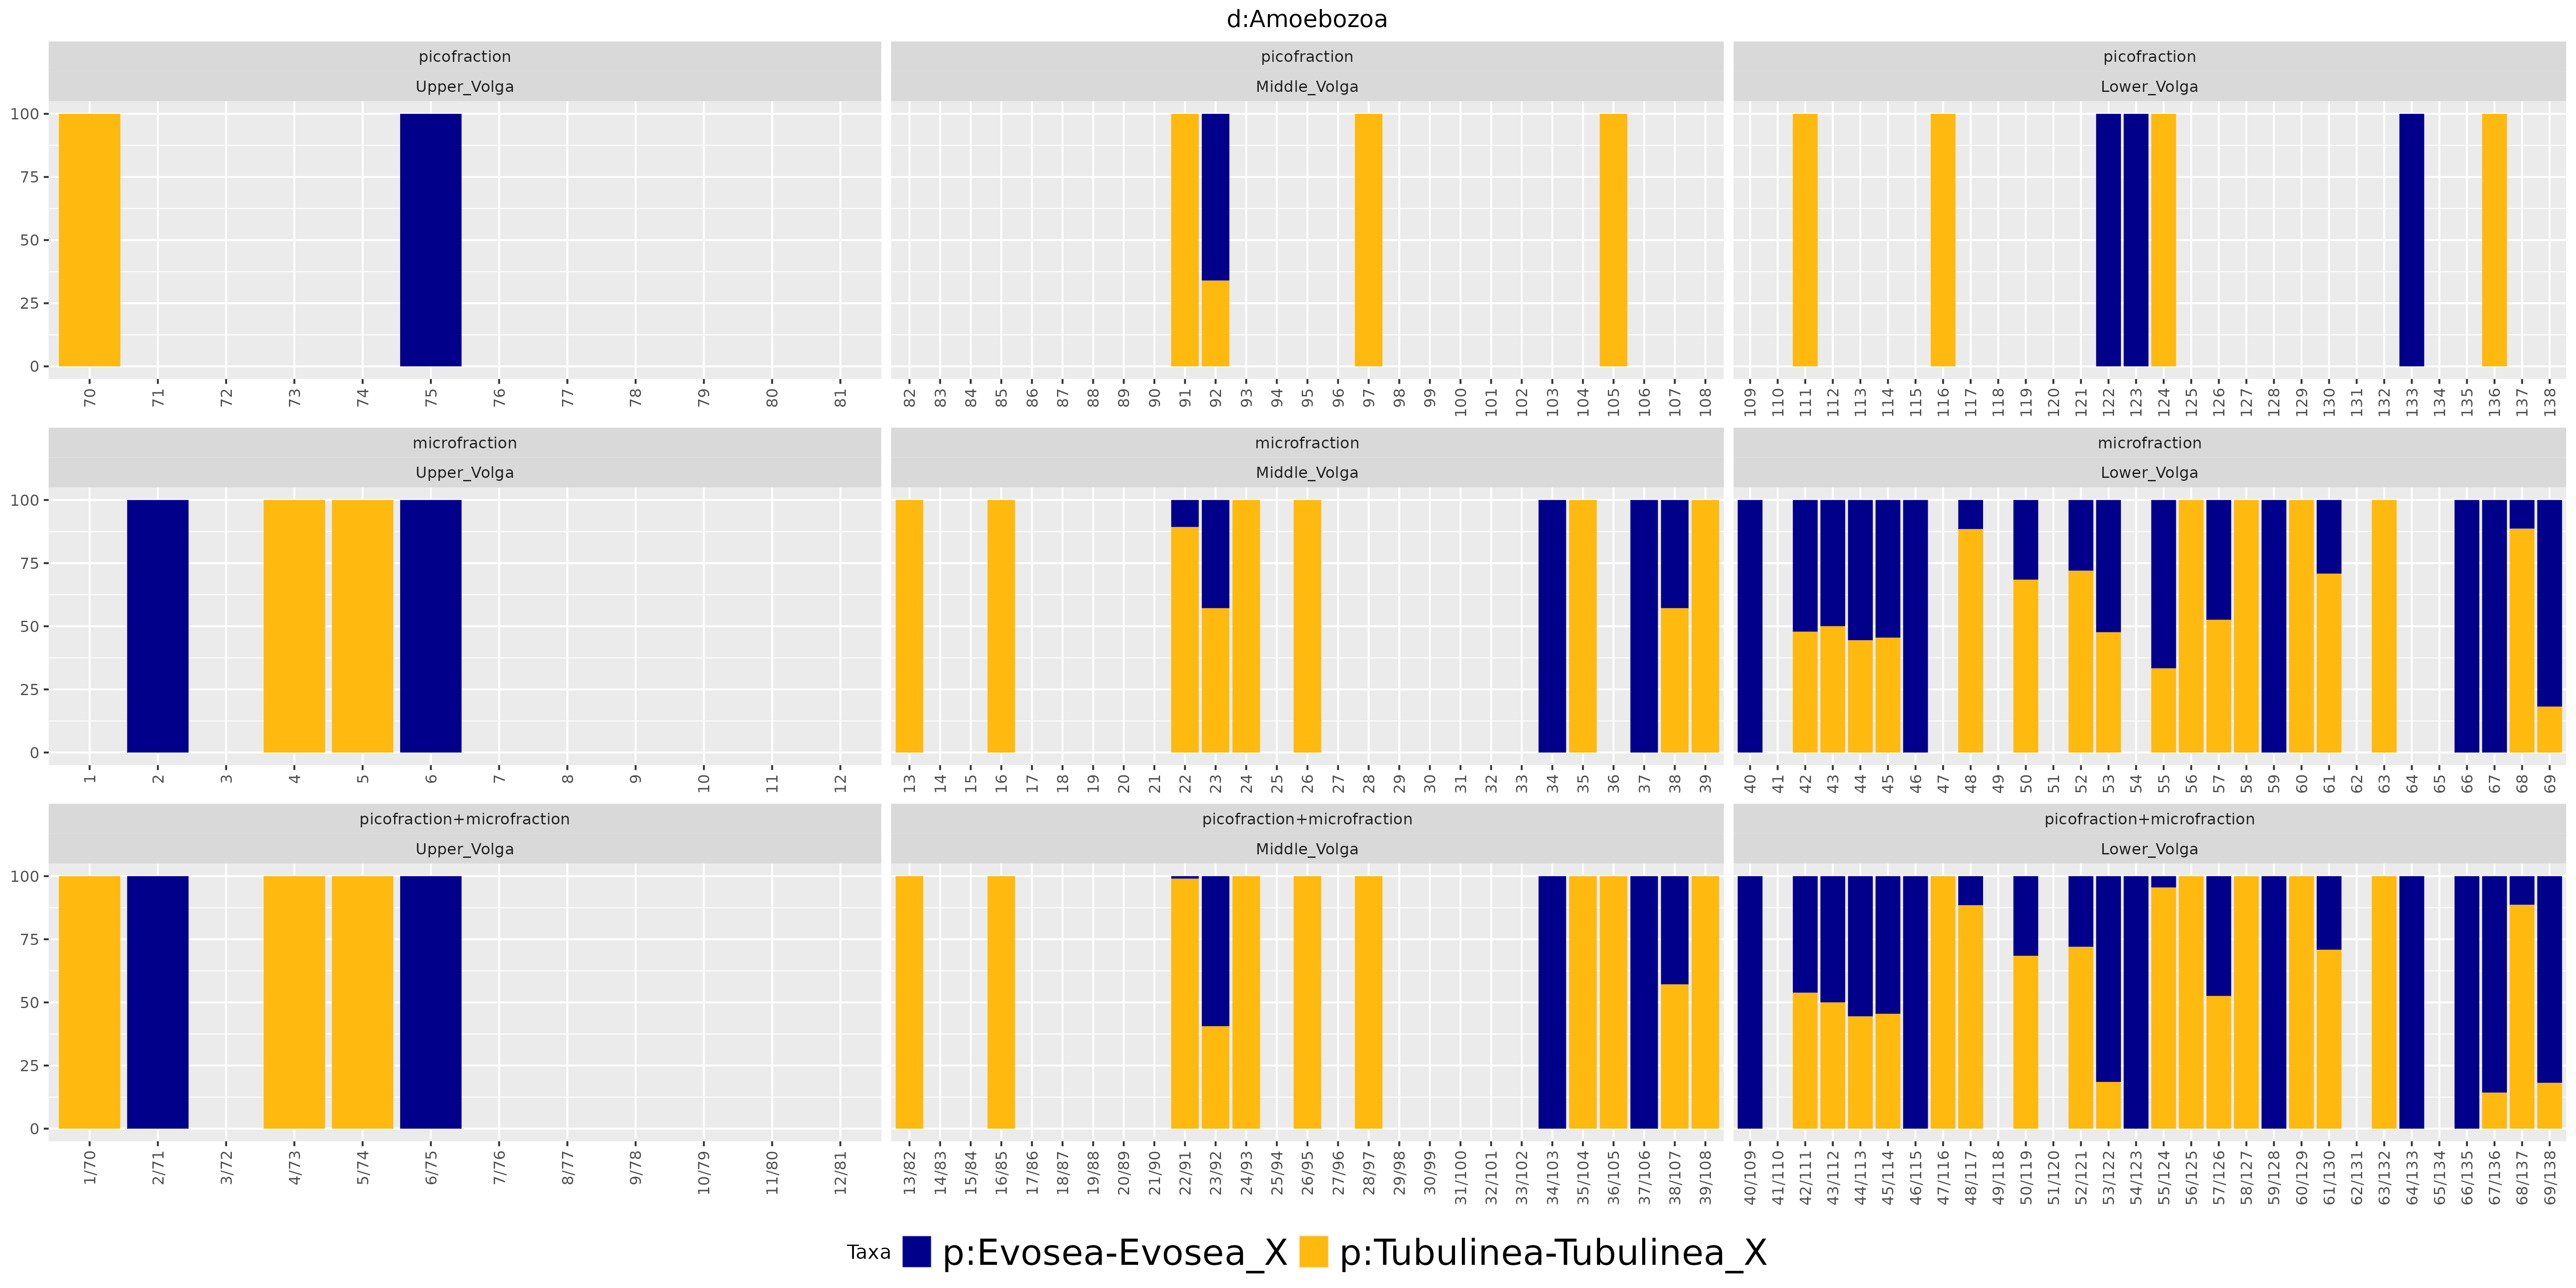 d:Amoebozoa
picofraction
Upper_Volga
picofraction
Middle_Volga
picofraction
Lower_Volga
100
75
50
25
0
70 71 72 73 74 75 76 77 78 79 80 81
82 83 84 85 86 87 88 89 90 91 92 93 94 95 96 97 98 99 100 101 102 103 104 105 106 107 108
109 110 111 112 113 114 115 116 117 118 119 120 121 122 123 124 125 126 127 128 129 130 131 132 133 134 135 136 137 138
microfraction
Upper_Volga
microfraction
Middle_Volga
microfraction
Lower_Volga
100
75
50
25
0
1 2 3 4 5 6 7 8 9 10 11 12
13 14 15 16 17 18 19 20 21 22 23 24 25 26 27 28 29 30 31 32 33 34 35 36 37 38 39
40 41 42 43 44 45 46 47 48 49 50 51 52 53 54 55 56 57 58 59 60 61 62 63 64 65 66 67 68 69
picofraction+microfraction
Upper_Volga
picofraction+microfraction
Middle_Volga
picofraction+microfraction
Lower_Volga
100
75
50
25
0
1/70 2/71 3/72 4/73 5/74 6/75 7/76 8/77 9/78 10/79 11/80 12/81
13/82 14/83 15/84 16/85 17/86 18/87 19/88 20/89 21/90 22/91 23/92 24/93 25/94 26/95 27/96 28/97 29/98 30/99 31/100 32/101 33/102 34/103 35/104 36/105 37/106 38/107 39/108
40/109 41/110 42/111 43/112 44/113 45/114 46/115 47/116 48/117 49/118 50/119 51/120 52/121 53/122 54/123 55/124 56/125 57/126 58/127 59/128 60/129 61/130 62/131 63/132 64/133 65/134 66/135 67/136 68/137 69/138
Taxa p:Evosea-Evosea_X p:Tubulinea-Tubulinea_X